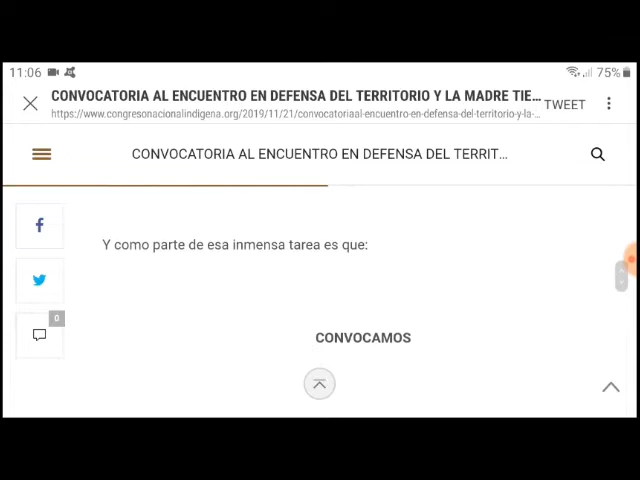 11:06
75%
CONVOCATORIA AL ENCUENTRO EN DEFENSA DEL TERRITORIO Y LA MADRE TIE...
TWEET
https://www.congresonacionalindigena.org/2019/11/21/convocatoriaal-encuentro-en-defensa-del-territorio-y-la-...
CONVOCATORIA AL ENCUENTRO EN DEFENSA DEL TERRIT...
Y como parte de esa inmensa tarea es que:
0
CONVOCAMOS